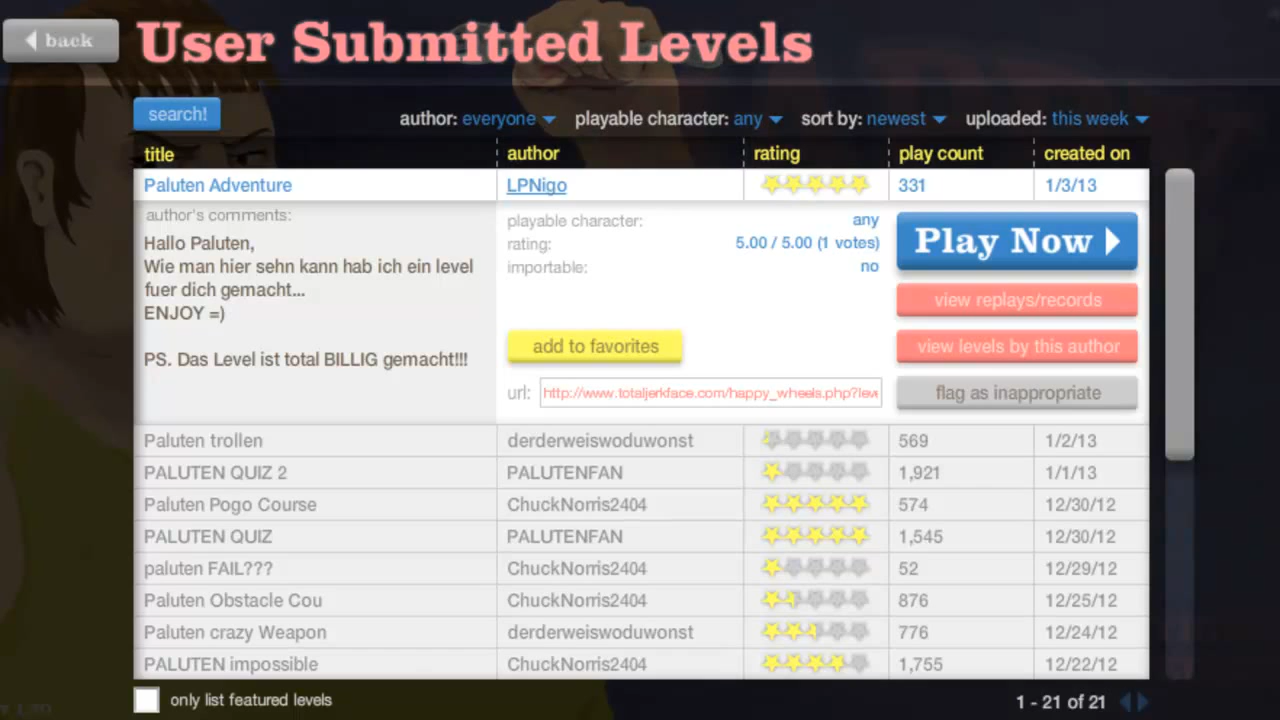 back
User Submitted Levels
search!
author: everyone playable character: any sort by: newest uploaded: this week
title author rating play count created on
Paluten Adventure LPNigo 331 1/3/13
author's comments:
Hallo Paluten,
Wie man hier sehn kann hab ich ein level
fuer dich gemacht...
ENJOY =)
PS. Das Level ist total BILLIG gemacht!!!
playable character: any
rating: 5.00 / 5.00 (1 votes)
importable: no
add to favorites
url: http://www.totaljerkface.com/happy_wheels.php?leve
Play Now
view replays/records
view levels by this author
flag as inappropriate
Paluten trollen derderweiswoduwonst 569 1/2/13
PALUTEN QUIZ 2 PALUTENFAN 1,921 1/1/13
Paluten Pogo Course ChuckNorris2404 574 12/30/12
PALUTEN QUIZ PALUTENFAN 1,545 12/30/12
paluten FAIL??? ChuckNorris2404 52 12/29/12
Paluten Obstacle Cou ChuckNorris2404 876 12/25/12
Paluten crazy Weapon derderweiswoduwonst 776 12/24/12
PALUTEN impossible ChuckNorris2404 1,755 12/22/12
only list featured levels
1 - 21 of 21